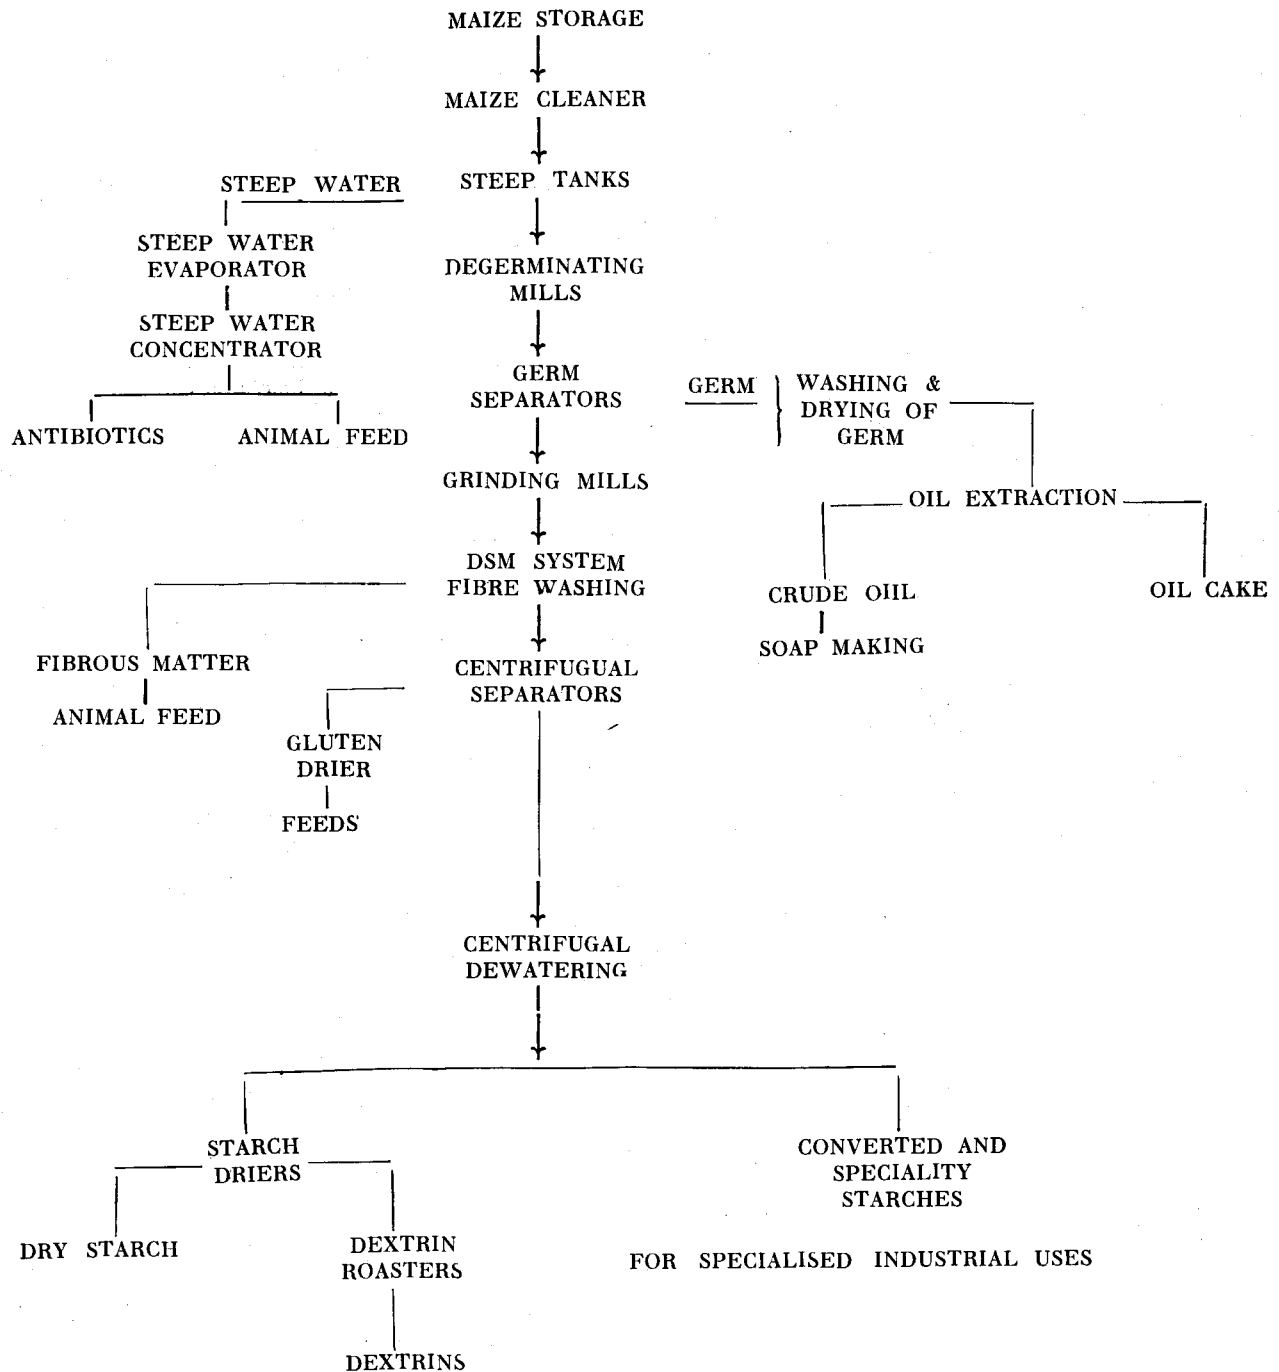 MAIZE STORAGE
MAIZE CLEANER
STEEP WATER
STEEP TANKS
STEEP WATER
EVAPORATOR
DEGERMINATING
MILLS
STEEP WATER
CONCENTRATOR
GERM
SEPARATORS
GERM
WASHING &
DRYING OF
GERM
ANTIBIOTICS
ANIMAL FEED
GRINDING MILLS
OIL EXTRACTION
DSM SYSTEM
FIBRE WASHING
CRUDE OIIL
OIL CAKE
SOAP MAKING
FIBROUS MATTER
ANIMAL FEED
CENTRIFUGUAL
SEPARATORS
GLUTEN
DRIER
FEEDS
CENTRIFUGAL
DEWATERING
STARCH
DRIERS
CONVERTED AND
SPECIALITY
STARCHES
DRY STARCH
DEXTRIN
ROASTERS
FOR SPECIALISED INDUSTRIAL USES
DEXTRINS